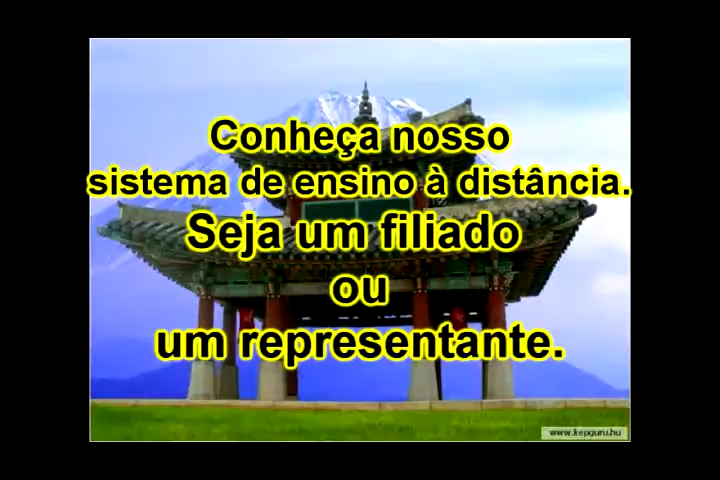 Conheça nosso
sistema de ensino à distância.
Seja um filiado
ou
um representante.
www.kepguru.hu